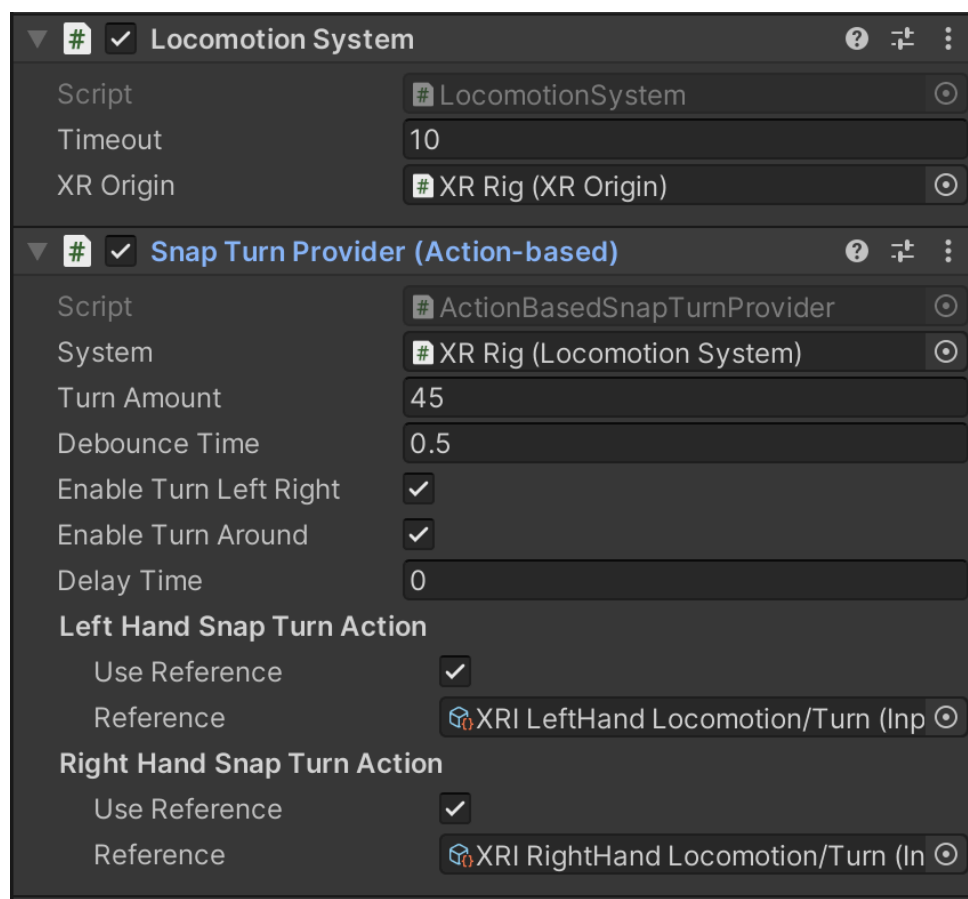 Locomotion System
Script # LocomotionSystem
Timeout 10
XR Origin # XR Rig (XR Origin)
Snap Turn Provider (Action-based)
Script # ActionBasedSnapTurnProvider
System # XR Rig (Locomotion System)
Turn Amount 45
Debounce Time 0.5
Enable Turn Left Right
Enable Turn Around
Delay Time 0
Left Hand Snap Turn Action
Use Reference
Reference XRI LeftHand Locomotion/Turn (Inp
Right Hand Snap Turn Action
Use Reference
Reference XRI RightHand Locomotion/Turn (In